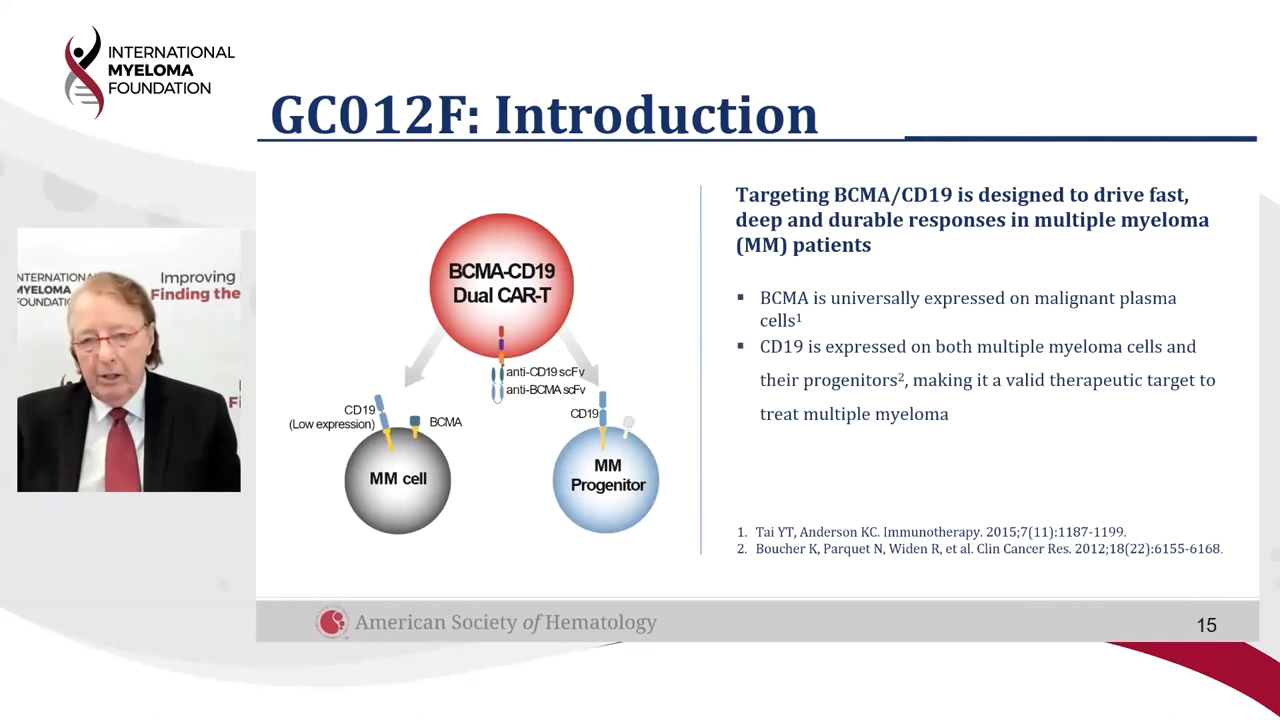 INTERNATIONAL
MYELOMA
FOUNDATION
GC012F: Introduction
INTERNATIONAL
MYELOMA
FOUNDATION
Improving
Finding the
BCMA-CD19
Dual CAR-T
anti-CD19 scFv
anti-BCMA scFv
CD19
(Low expression)
BCMA
CD19
MM cell
MM
Progenitor
Targeting BCMA/CD19 is designed to drive fast,
deep and durable responses in multiple myeloma
(MM) patients
▪ BCMA is universally expressed on malignant plasma
cells¹
▪ CD19 is expressed on both multiple myeloma cells and
their progenitors², making it a valid therapeutic target to
treat multiple myeloma
1. Tai YT, Anderson KC. Immunotherapy. 2015;7(11):1187-1199.
2. Boucher K, Parquet N, Widen R, et al. Clin Cancer Res. 2012;18(22):6155-6168.
American Society of Hematology
15